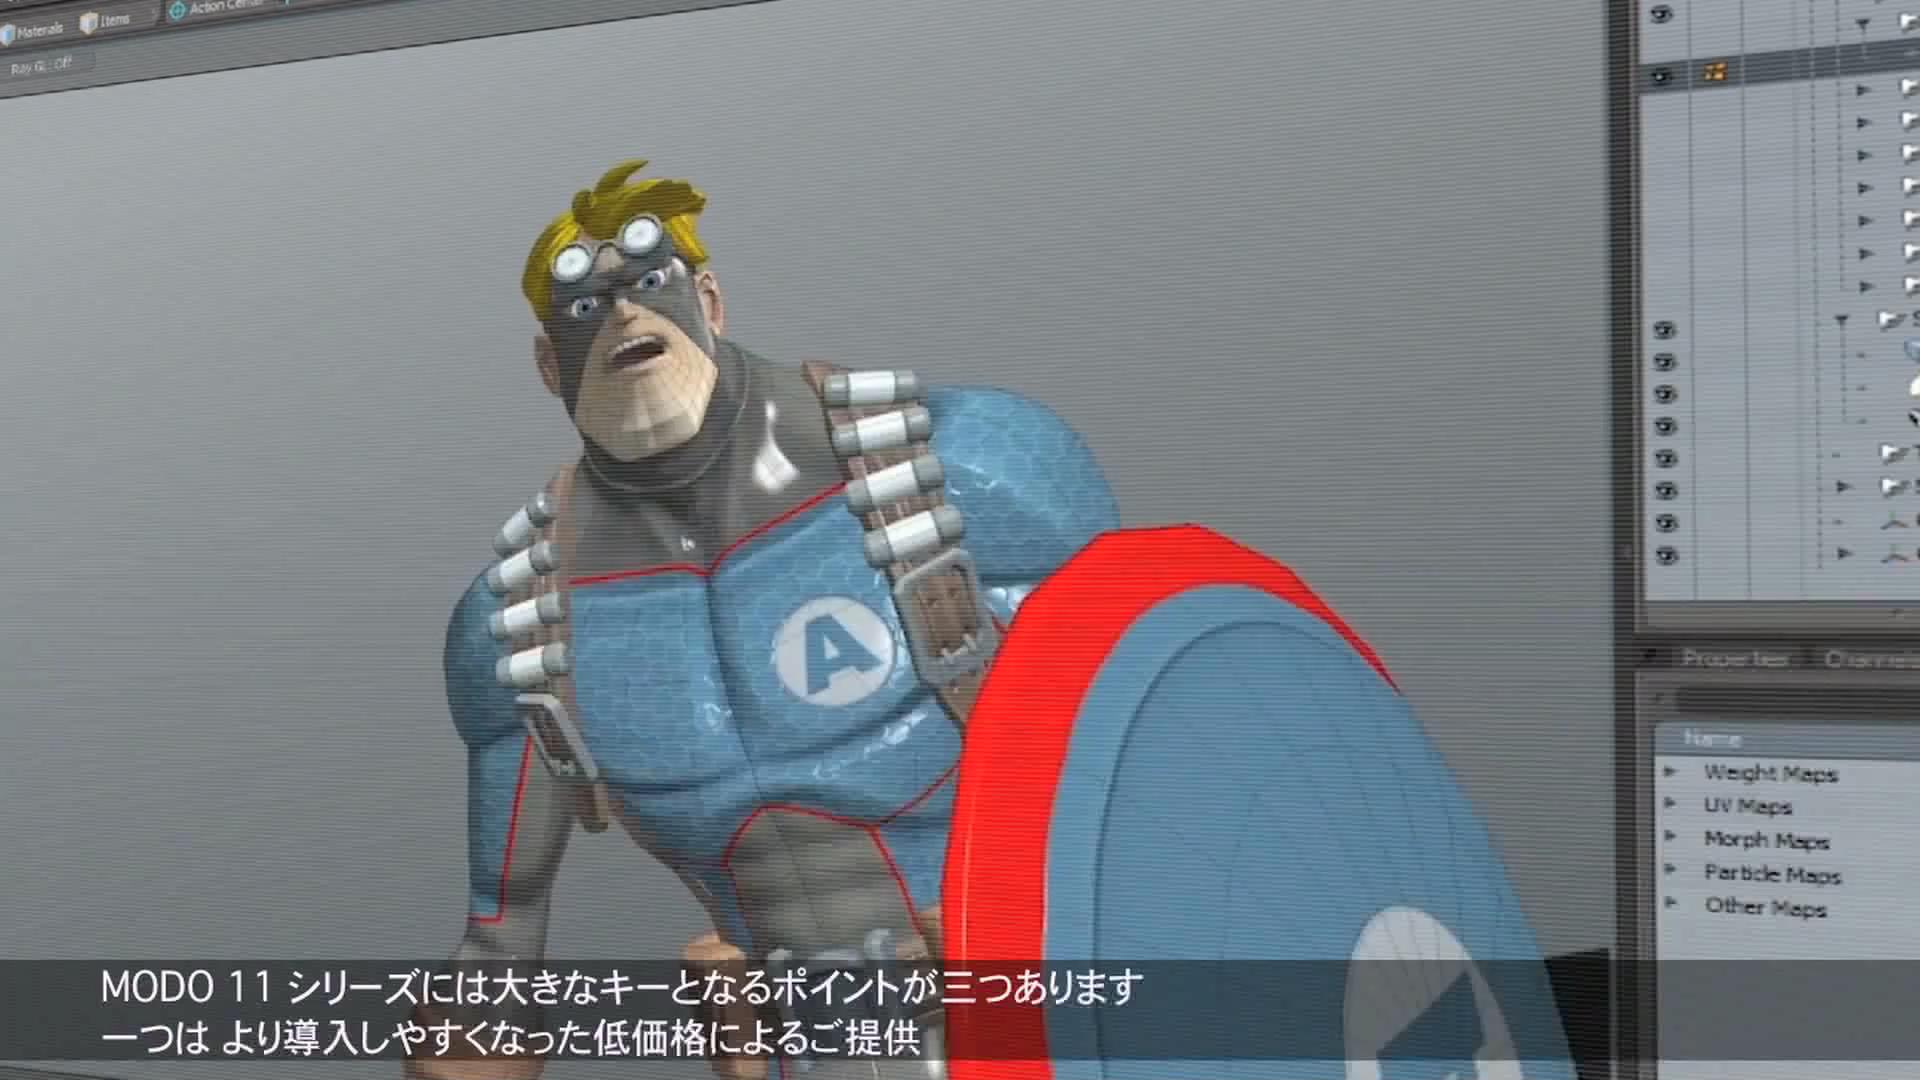 Materials
Items
Action Center
Ray GL: Off
A
Properties
Name
Weight Maps
UV Maps
Morph Maps
Particle Maps
Other Maps
MODO 11 シリーズには大きなキーとなるポイントが三つあります
一つは より導入しやすくなった低価格によるご提供